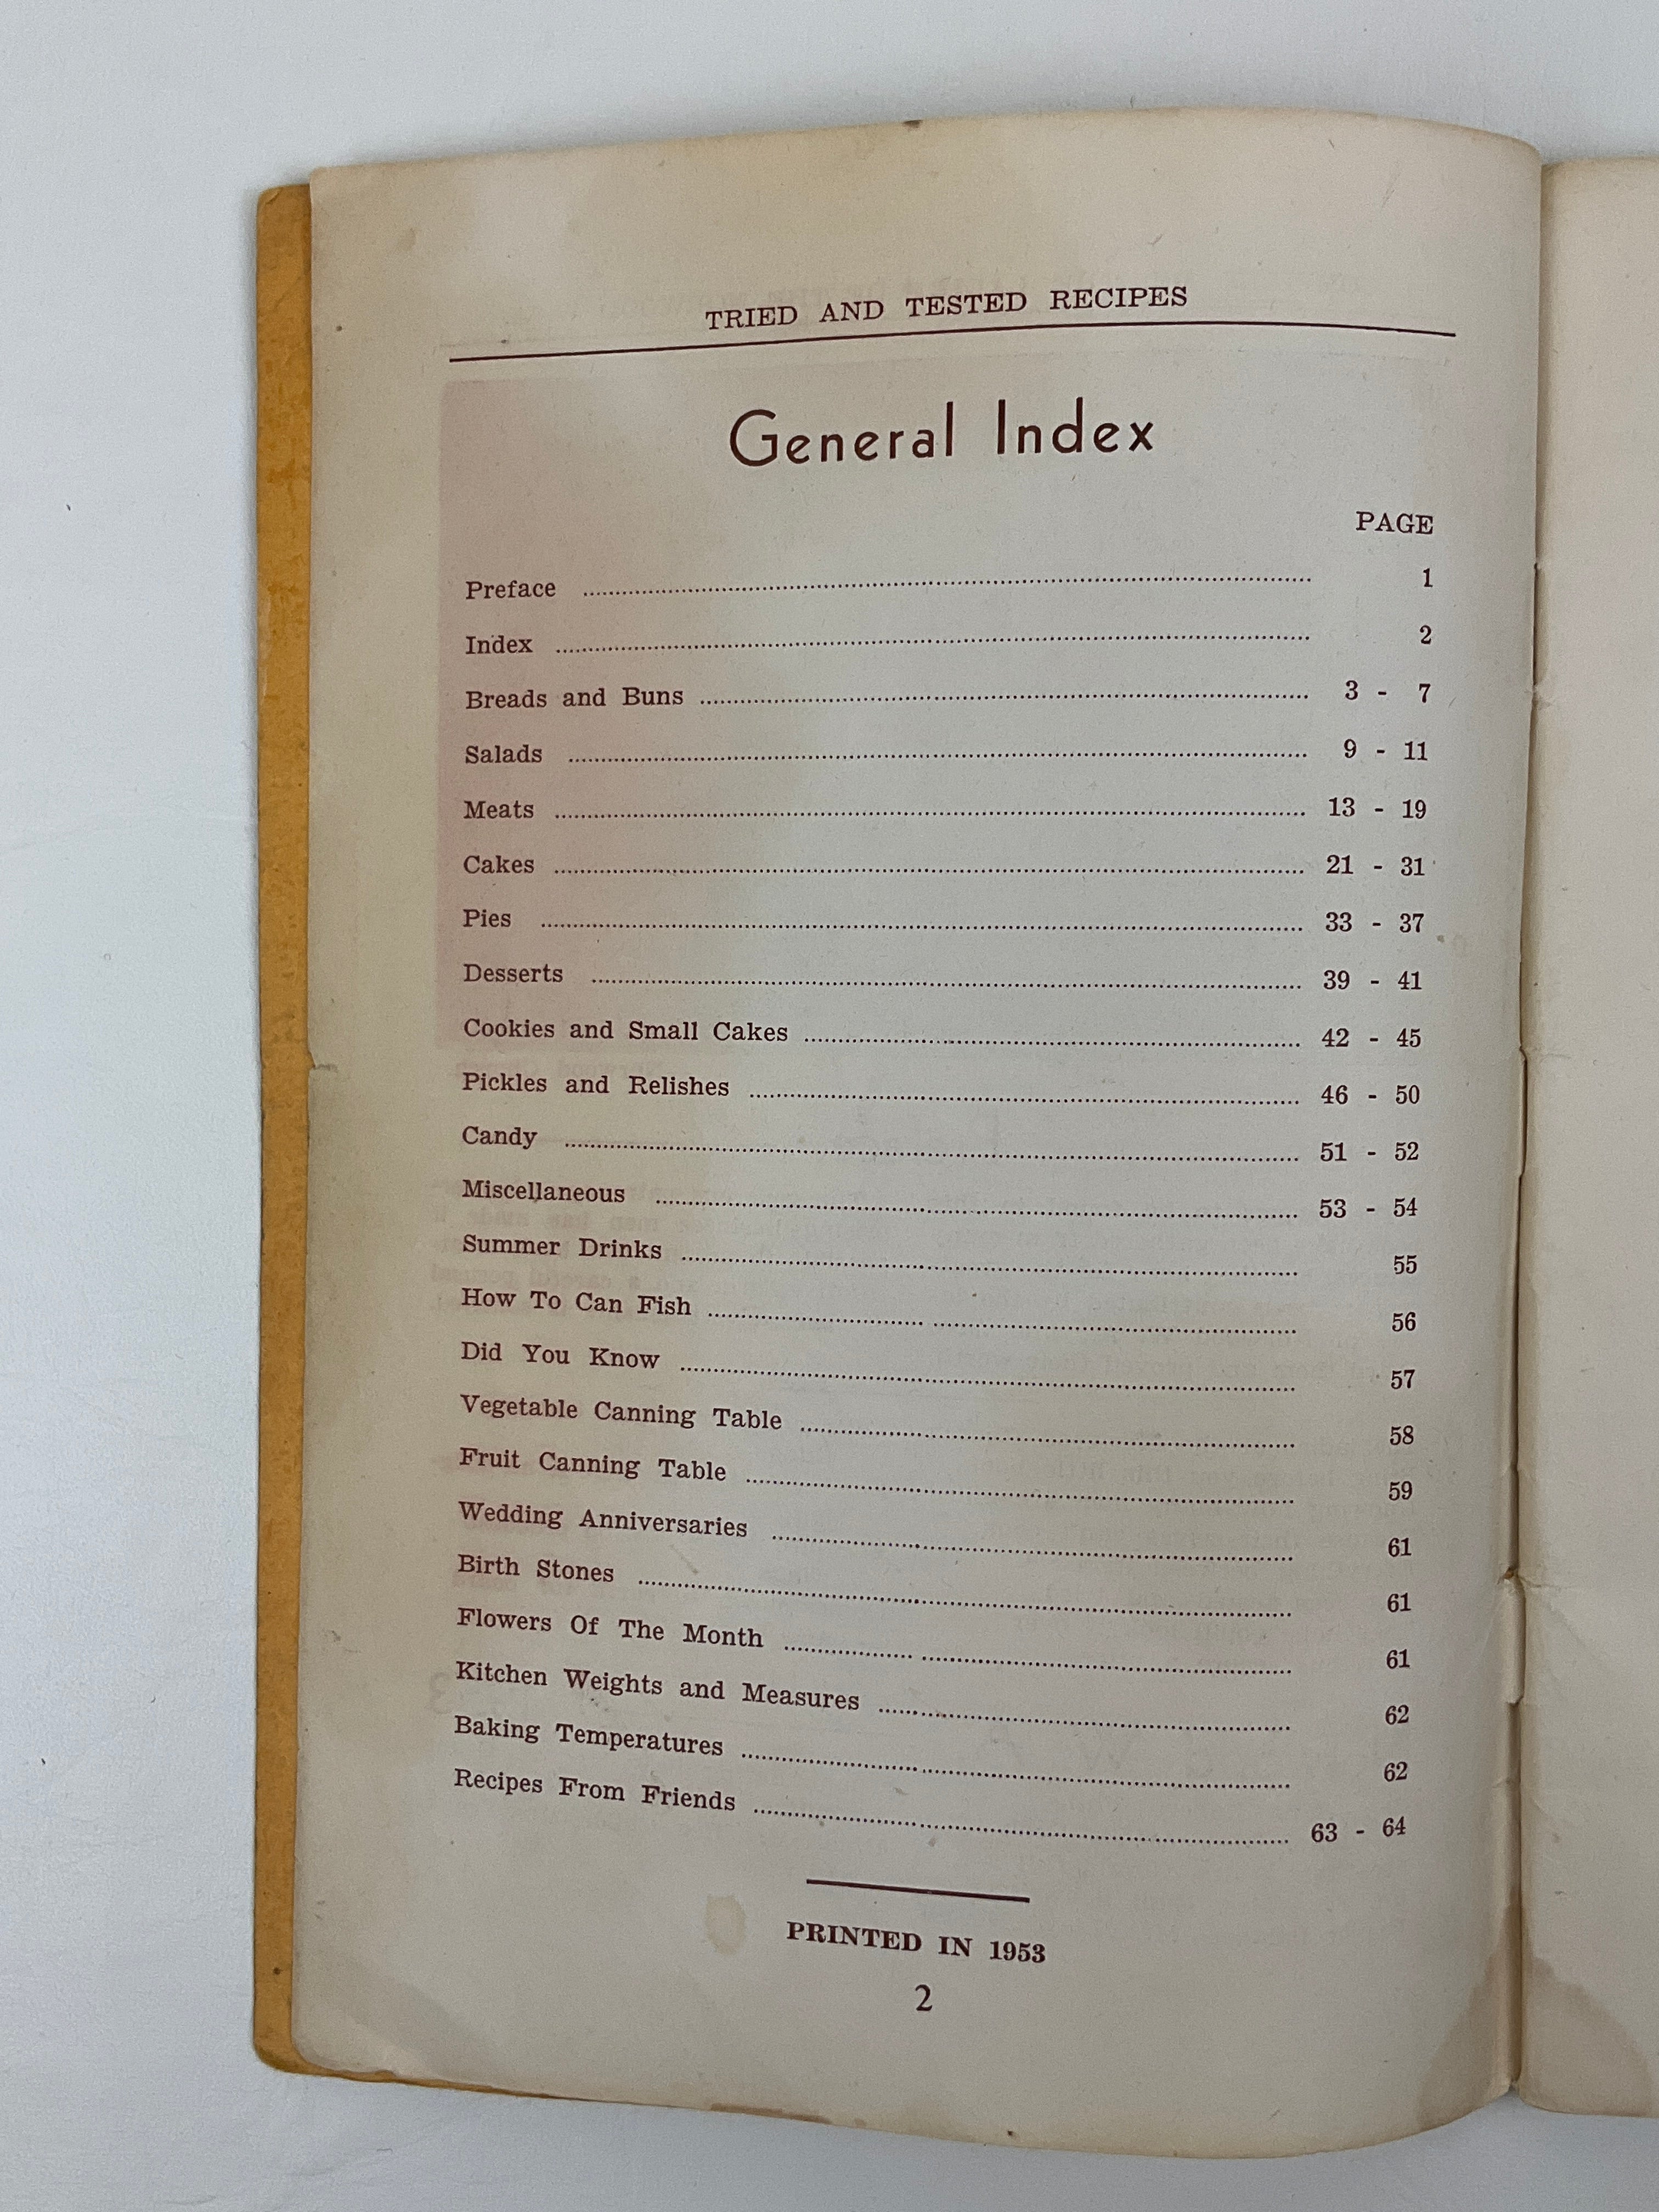 TRIED AND TESTED RECIPES
General Index
PAGE
Preface 1
Index 2
Breads and Buns 3 - 7
Salads 9 - 11
Meats 13 - 19
Cakes 21 - 31
Pies 33 - 37
Desserts 39 - 41
Cookies and Small Cakes 42 - 45
Pickles and Relishes 46 - 50
Candy 51 - 52
Miscellaneous 53 - 54
Summer Drinks 55
How To Can Fish 56
Did You Know 57
Vegetable Canning Table 58
Fruit Canning Table 59
Wedding Anniversaries 61
Birth Stones 61
Flowers Of The Month 61
Kitchen Weights and Measures 62
Baking Temperatures 62
Recipes From Friends 63 - 64
PRINTED IN 1953
2